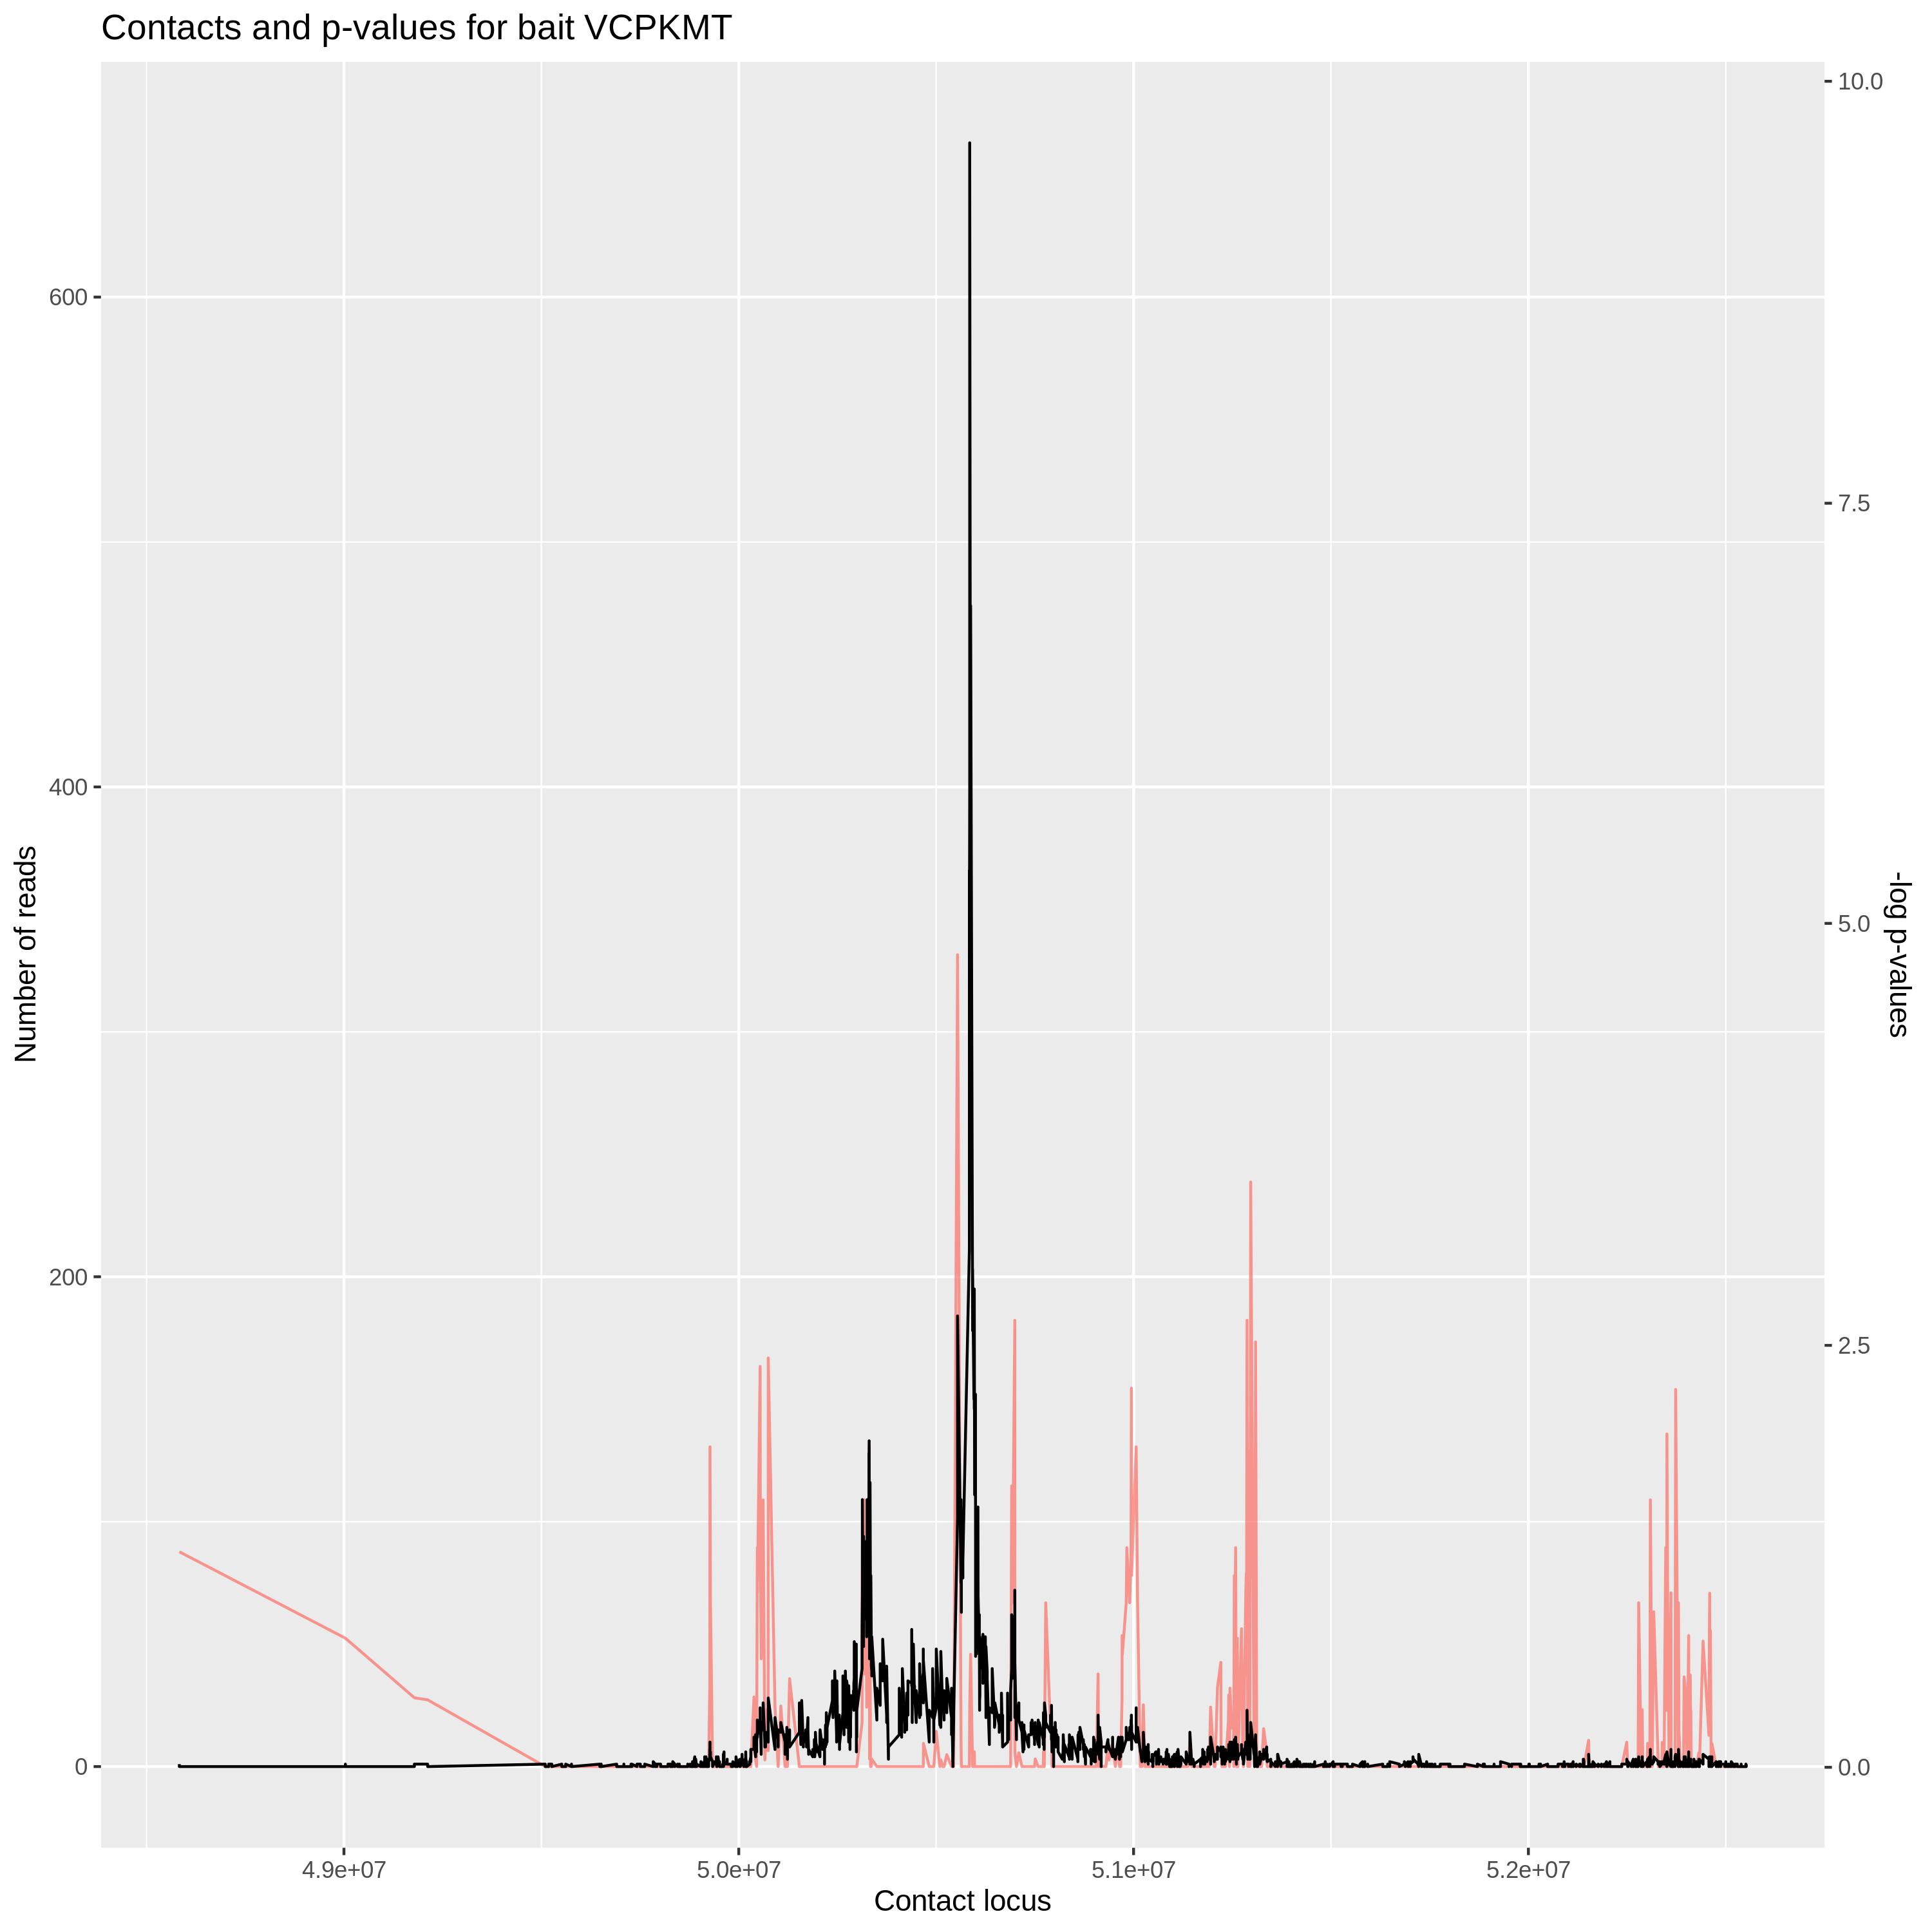 Contacts and p-values for bait VCPKMT
Number of reads
600
400
200
0
10.0
7.5
5.0
2.5
0.0
-log p-values
4.9e+07
5.0e+07
5.1e+07
5.2e+07
Contact locus